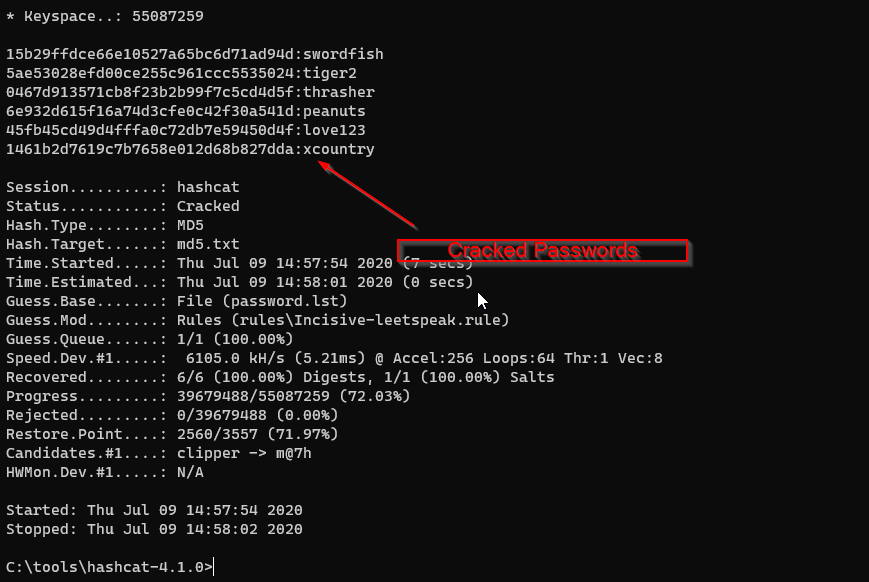 * Keyspace..: 55087259
15b29ffdce66e10527a65bc6d71ad94d:swordfish
5ae53028efd00ce255c961ccc5535024:tiger2
0467d913571cb8f23b2b99f7c5cd4d5f:thrasher
6e932d615f16a74d3cfe0c42f30a541d:peanuts
45fb45cd49d4fffa0c72db7e59450d4f:love123
1461b2d7619c7b7658e012d68b827dda:xcountry
Session..........: hashcat
Status...........: Cracked
Hash.Type........: MD5
Hash.Target......: md5.txt
Cracked Passwords
Time.Started.....: Thu Jul 09 14:57:54 2020 (7 secs)
Time.Estimated...: Thu Jul 09 14:58:01 2020 (0 secs)
Guess.Base.......: File (password.lst)
Guess.Mod........: Rules (rules\Incisive-leetspeak.rule)
Guess.Queue......: 1/1 (100.00%)
Speed.Dev.#1.....:  6105.0 kH/s (5.21ms) @ Accel:256 Loops:64 Thr:1 Vec:8
Recovered........: 6/6 (100.00%) Digests, 1/1 (100.00%) Salts
Progress.........: 39679488/55087259 (72.03%)
Rejected.........: 0/39679488 (0.00%)
Restore.Point....: 2560/3557 (71.97%)
Candidates.#1....: clipper -> m@7h
HWMon.Dev.#1.....: N/A
Started: Thu Jul 09 14:57:54 2020
Stopped: Thu Jul 09 14:58:02 2020
C:\tools\hashcat-4.1.0>